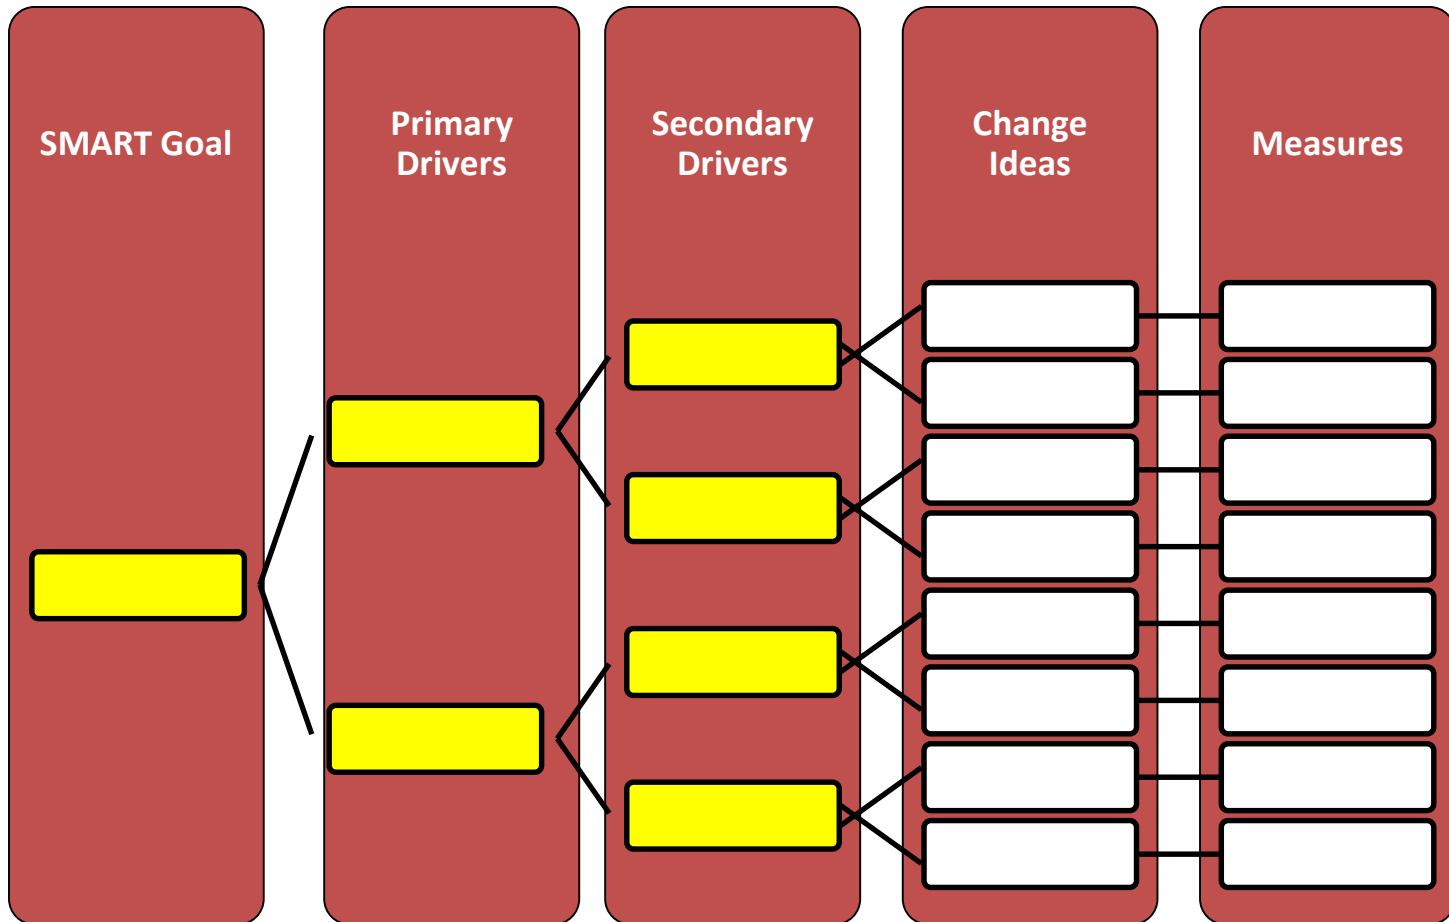 SMART Goal
Primary
Drivers
Secondary
Drivers
Change
Ideas
Measures